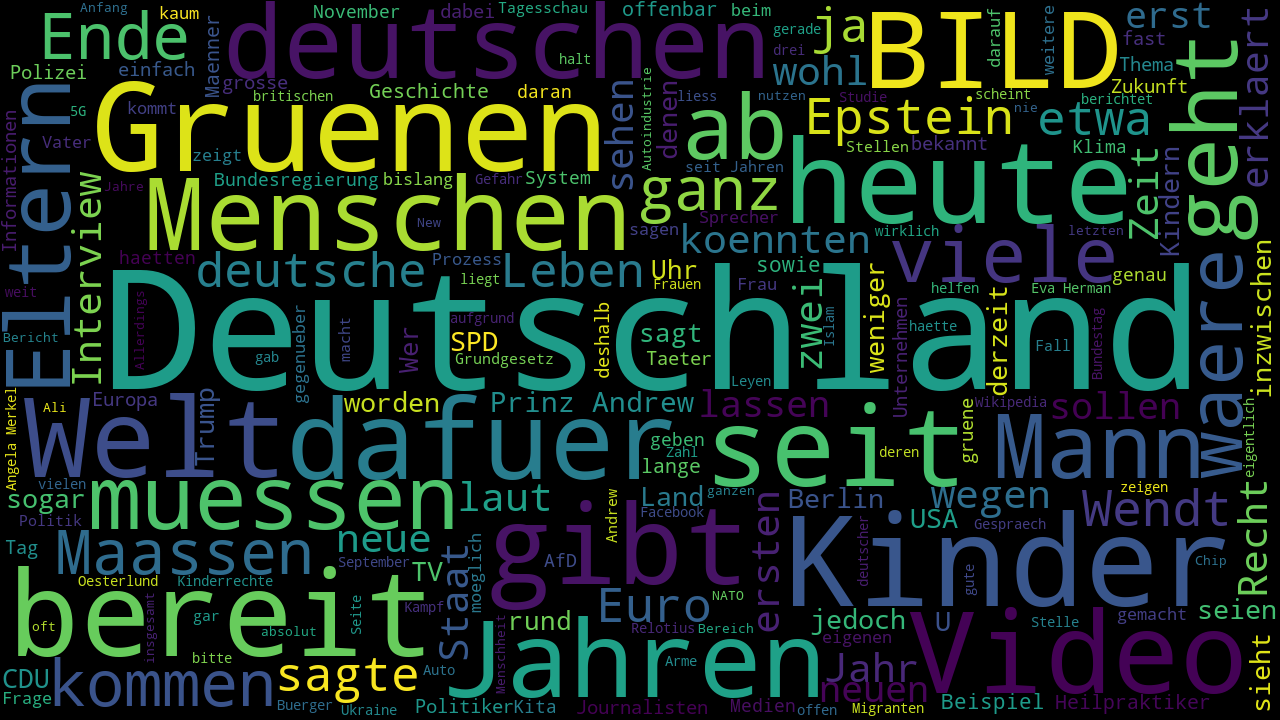 Anfang
kaum
Ende
Maenner
deutschen
November
dabei
Tagesschau
offenbar
beim
gerade
ja
drei
halt
wohl
BILD
darauf
weitere
erst
fast
Thema
Zukunft
geht
erklaert
Polizei
einfach
grosse
britischen
Geschichte
daran
5G
kommt
Gruenen
sehen
Autoindustrie
denen
liess
ab
nutzen
Studie
Epstein
scheint
nie
berichtet
etwa
Informationen
Eltern
Vater
zeigt
Stellen
bekannt
Klima
Zeit
Kindern
Interview
Jahre
Bundesregierung
bislang
Gefahr
System
seit Jahren
ganz
heute
Menschen
New
sagen
Sprecher
koennten
wirklich
viele
letzten
haetten
deutsche
Prozess
liegt
Leben
Uhr
Frauen
sowie
Frau
helfen
genau
Eva Herman
weit
Bericht
Deutschland
Allerdings
gab
gegenueber
macht
Wer
aufgrund
SPD
Grundgesetz
deshalb
sagt
Taeter
Leyen
zwei
Islam
weniger
Unternehmen
haette
derzeit
Fall
Bundestag
waere
inzwischen
Angela Merkel
Ali
Europa
Trump
worden
Prinz Andrew
lassen
Wikipedia
gruene
sollen
eigentlich
Welt
dafuer
geben
Zahl
lange
seit
deren
Mann
vielen
sogar
muessen
laut
Land
ganzen
Facebook
Berlin
wegen
zeigen
Wendt
Recht
Politik
Tag
Maassen
neue
Andrew
USA
Gespraech
Oesterlund
Kinderrechte
September
TV
Staat
moeglich
gibt
AfD
ersten
deutscher
Kinder
gute
Chip
bereit
oft
insgesamt
gar
absolut
Seite
Kampf
Euro
NATO
rund
Relotius
Bereich
jedoch
eigenen
U
Stelle
gemacht
seien
bitte
CDU
Frage
kommen
sagte
Auto
Jahren
Menschheit
Arme
Jahr
neuen
Video
sieht
Buerger
Ukraine
Politiker
Kita
Journalisten
Medien
offen
Migranten
Beispiel
Heilpraktiker